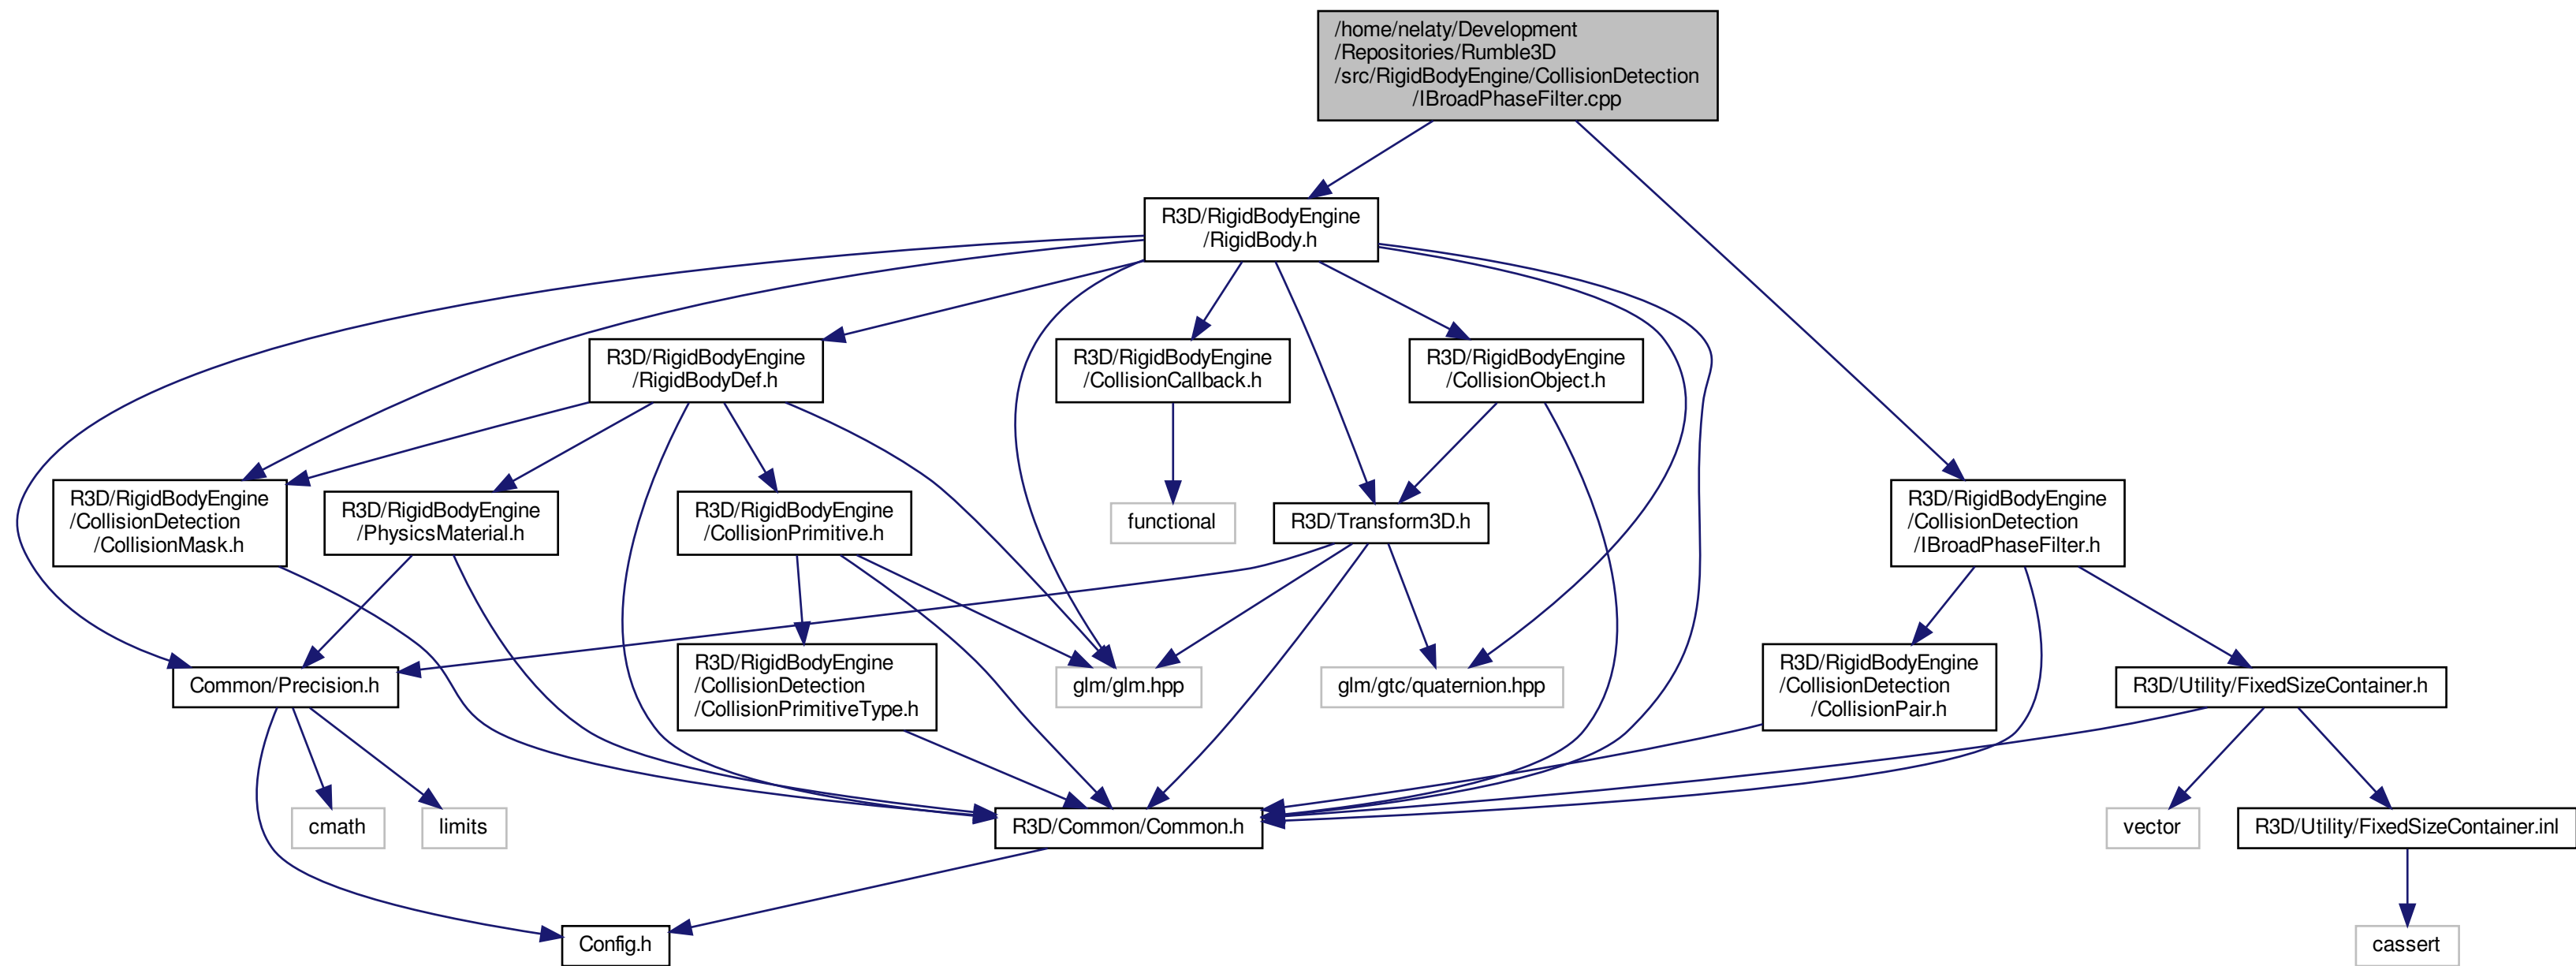 /home/nelaty/Development
/Repositories/Rumble3D
/src/RigidBodyEngine/CollisionDetection
/IBroadPhaseFilter.cpp
R3D/RigidBodyEngine
/RigidBody.h
R3D/RigidBodyEngine
/RigidBodyDef.h
R3D/RigidBodyEngine
/CollisionCallback.h
R3D/RigidBodyEngine
/CollisionObject.h
R3D/RigidBodyEngine
/CollisionDetection
/CollisionMask.h
R3D/RigidBodyEngine
/PhysicsMaterial.h
R3D/RigidBodyEngine
/CollisionPrimitive.h
functional
R3D/Transform3D.h
R3D/RigidBodyEngine
/CollisionDetection
/IBroadPhaseFilter.h
Common/Precision.h
R3D/RigidBodyEngine
/CollisionDetection
/CollisionPrimitiveType.h
glm/glm.hpp
glm/gtc/quaternion.hpp
R3D/RigidBodyEngine
/CollisionDetection
/CollisionPair.h
R3D/Utility/FixedSizeContainer.h
cmath
limits
R3D/Common/Common.h
vector
R3D/Utility/FixedSizeContainer.inl
Config.h
cassert